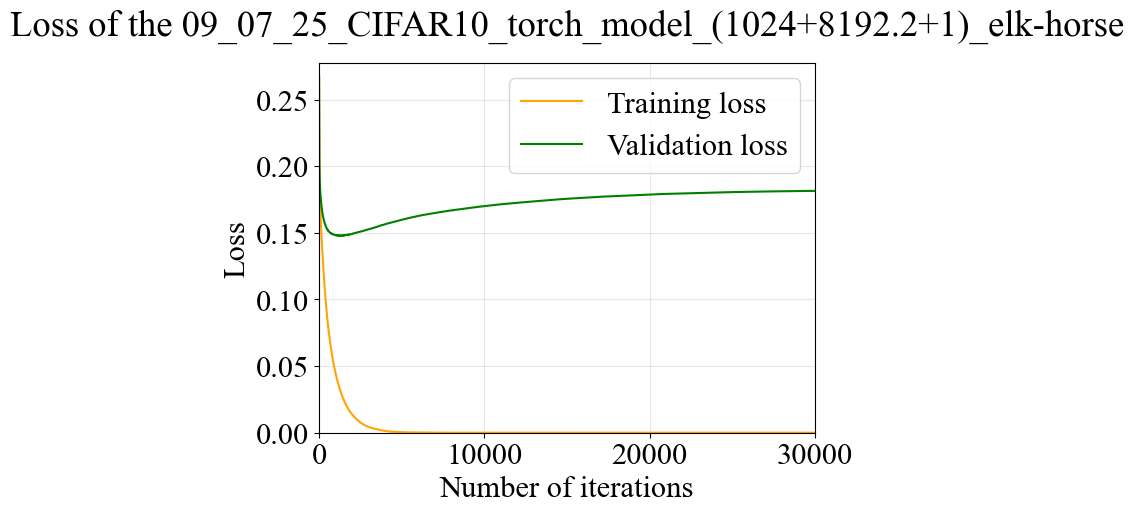 Loss of the 09_07_25_CIFAR10_torch_model_(1024+8192.2+1)_elk-horse
Training loss
Validation loss
0.25
0.20
0.15
0.10
0.05
0.00
Loss
0 10000 20000 30000
Number of iterations